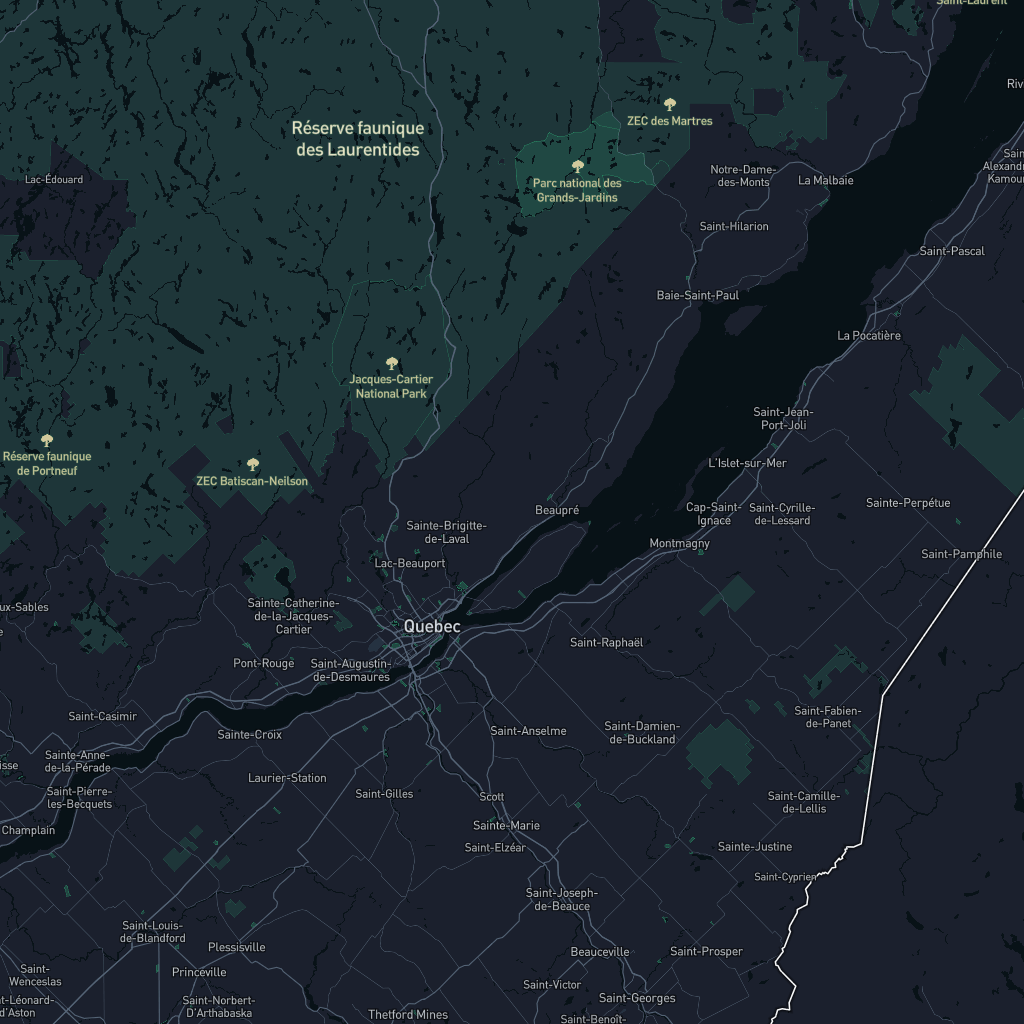 Saint-Laurent
Riv
ZEC des Martres
Réserve faunique
des Laurentides
Saint-
Alexandre
Kamour
Notre-Dame-
des-Monts
La Malbaie
Lac-Édouard
Parc national des
Grands-Jardins
Saint-Hilarion
Saint-Pascal
Baie-Saint-Paul
La Pocatière
Jacques-Cartier
National Park
Saint-Jean-
Port-Joli
Réserve faunique
de Portneuf
ZEC Batiscan-Neilson
L'Islet-sur-Mer
Beaupré
Cap-Saint-
Ignace
Saint-Cyrille-
de-Lessard
Sainte-Perpétue
Sainte-Brigitte-
de-Laval
Montmagny
Saint-Pamphile
Lac-Beauport
ux-Sables
e
Sainte-Catherine-
de-la-Jacques-
Cartier
Quebec
Saint-Raphaël
Pont-Rouge
Saint-Augustin-
de-Desmaures
Saint-Casimir
Sainte-Croix
Saint-Anselme
Saint-Damien-
de-Buckland
Saint-Fabien-
de-Panet
Sainte-Anne-
de-la-Pérade
isse
Laurier-Station
Saint-Pierre-
les-Becquets
Saint-Gilles
Scott
Saint-Camille-
de-Lellis
Champlain
Sainte-Marie
Saint-Elzéar
Sainte-Justine
Saint-Cyprien
Saint-Joseph-
de-Beauce
Saint-Louis-
de-Blandford
Plessisville
Beauceville
Saint-Prosper
Saint-
Wenceslas
Princeville
Saint-Victor
Saint-Georges
nt-Léonard-
d'Aston
Saint-Norbert-
D'Arthabaska
Thetford Mines
Saint-Benoît-